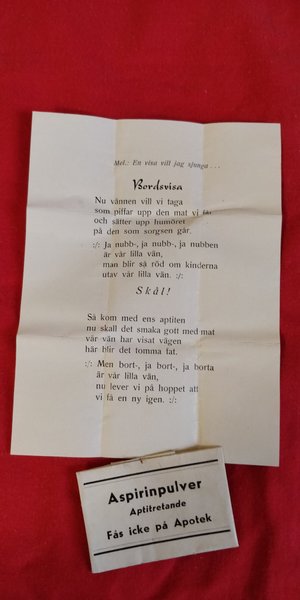 Mel.: En visa vill jag sjunga . . .
Bordsvisa
Nu vännen vill vi taga
som piffar upp den mat vi får
och sätter upp humöret
på den som sorgsen går.
:/: Ja nubb-, ja nubb-, ja nubben
är vår lilla vän,
man blir så röd om kinderna
utav vår lilla vän. :/:
Skål!
Så kom med ens aptiten
nu skall det smaka gott med mat
vår vän har visat vägen
här blir det tomma fat.
:/: Men bort-, ja bort-, ja borta
är vår lilla vän,
nu lever vi på hoppet att
vi få en ny igen. :/:
Aspirinpulver
Aptitretande
Fås icke på Apotek